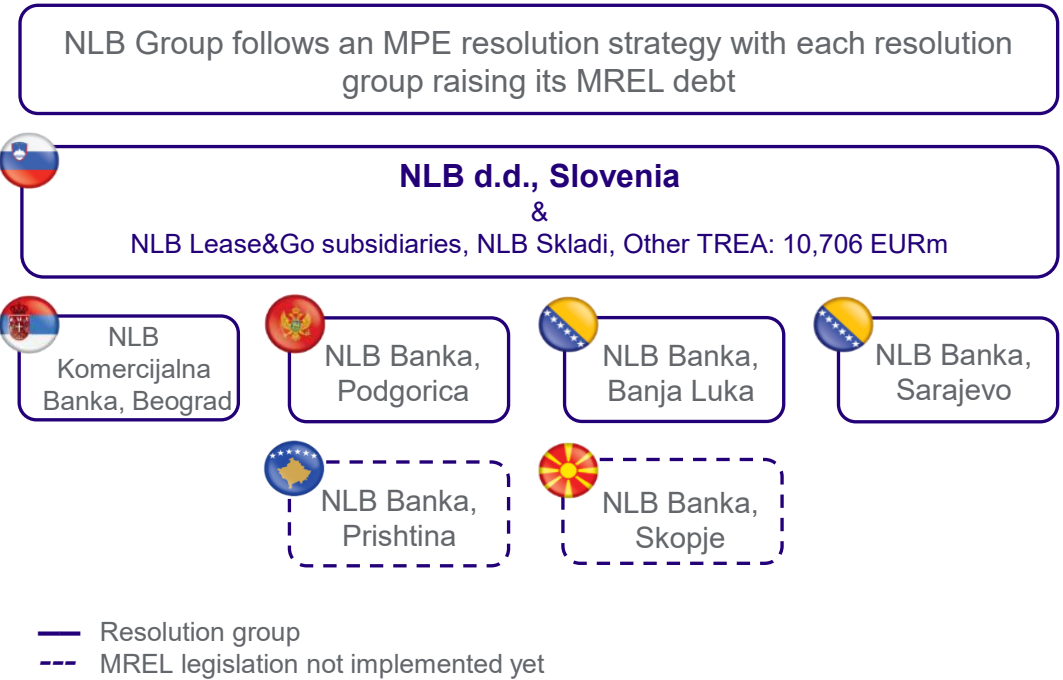 NLB Group follows an MPE resolution strategy with each resolution
group raising its MREL debt
NLB d.d., Slovenia
&
NLB Lease&Go subsidiaries, NLB Skladi, Other TREA: 10,706 EURm
NLB
Komercijalna
Banka, Beograd
NLB Banka,
Podgorica
NLB Banka,
Banja Luka
NLB Banka,
Sarajevo
NLB Banka,
Prishtina
NLB Banka,
Skopje
Resolution group
MREL legislation not implemented yet